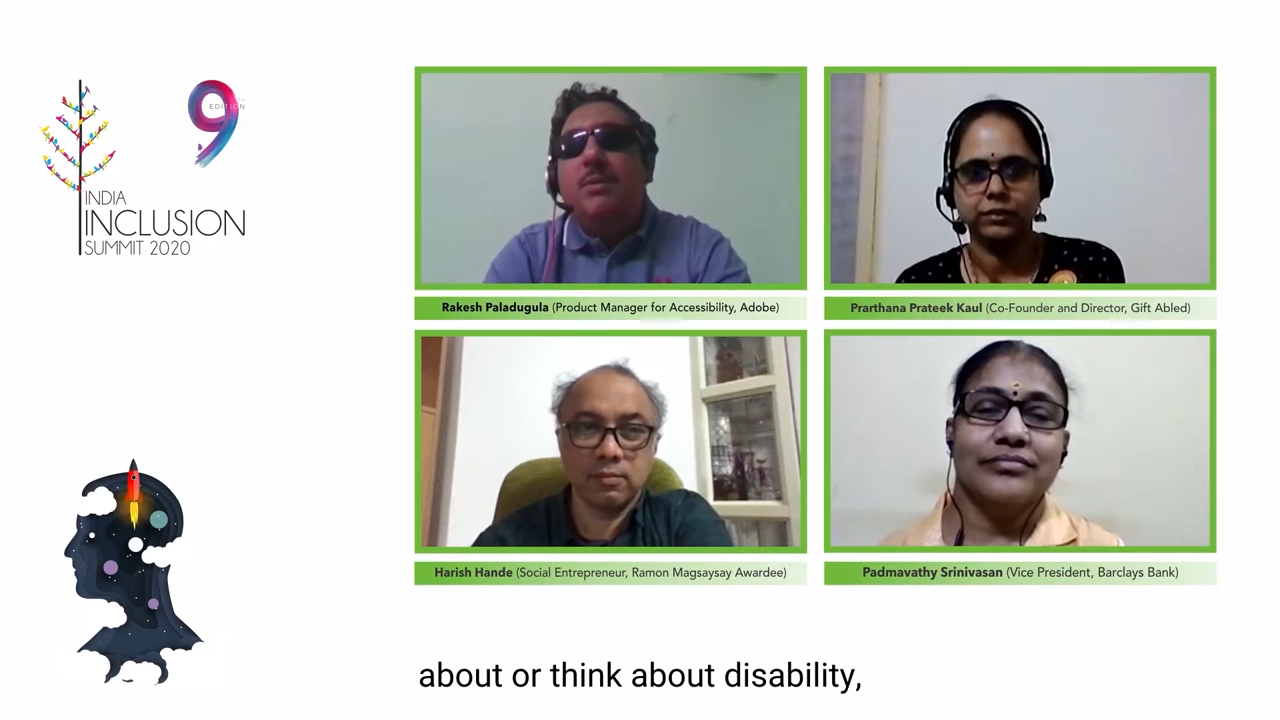 9
TH
EDITION
INDIA
INCLUSION
SUMMIT 2020
Rakesh Paladugula (Product Manager for Accessibility, Adobe)
Prarthana Prateek Kaul (Co-Founder and Director, Gift Abled)
Harish Hande (Social Entrepreneur, Ramon Magsaysay Awardee)
Padmavathy Srinivasan (Vice President, Barclays Bank)
about or think about disability,